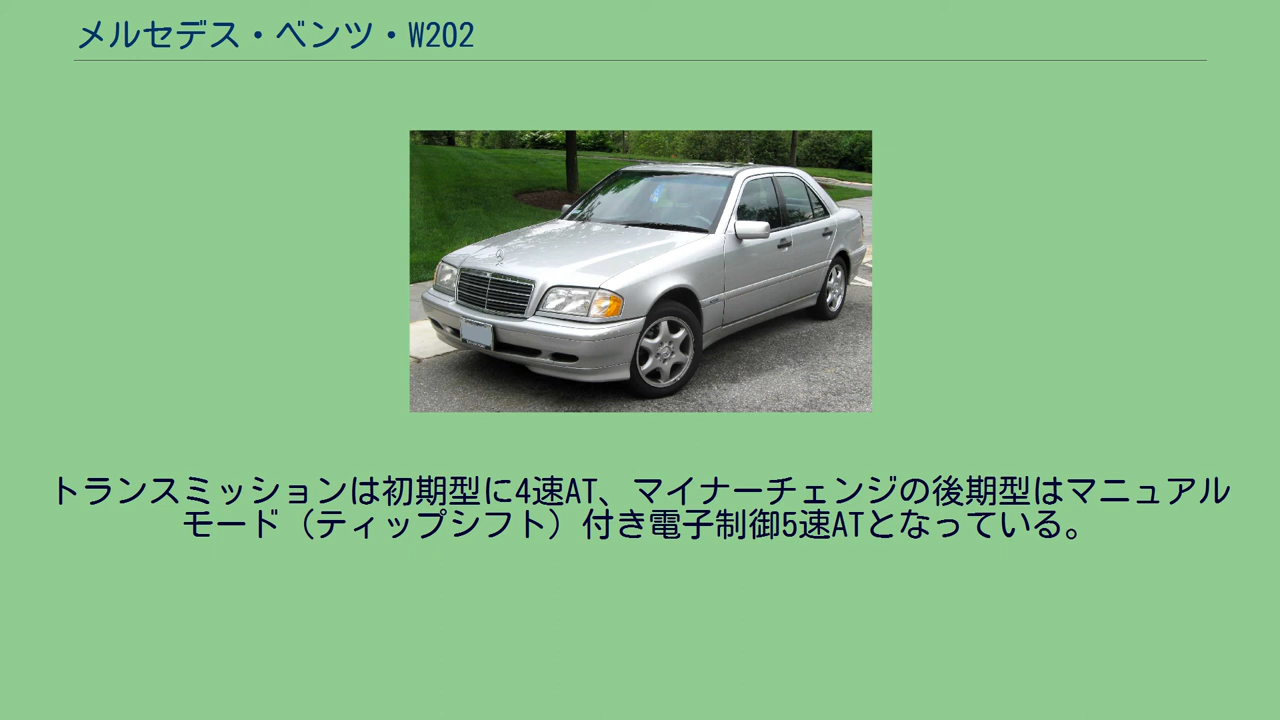 メルセデス・ベンツ・W202
トランスミッションは初期型に4速AT、マイナーチェンジの後期型はマニュアル
モード（ティップシフト）付き電子制御5速ATとなっている。